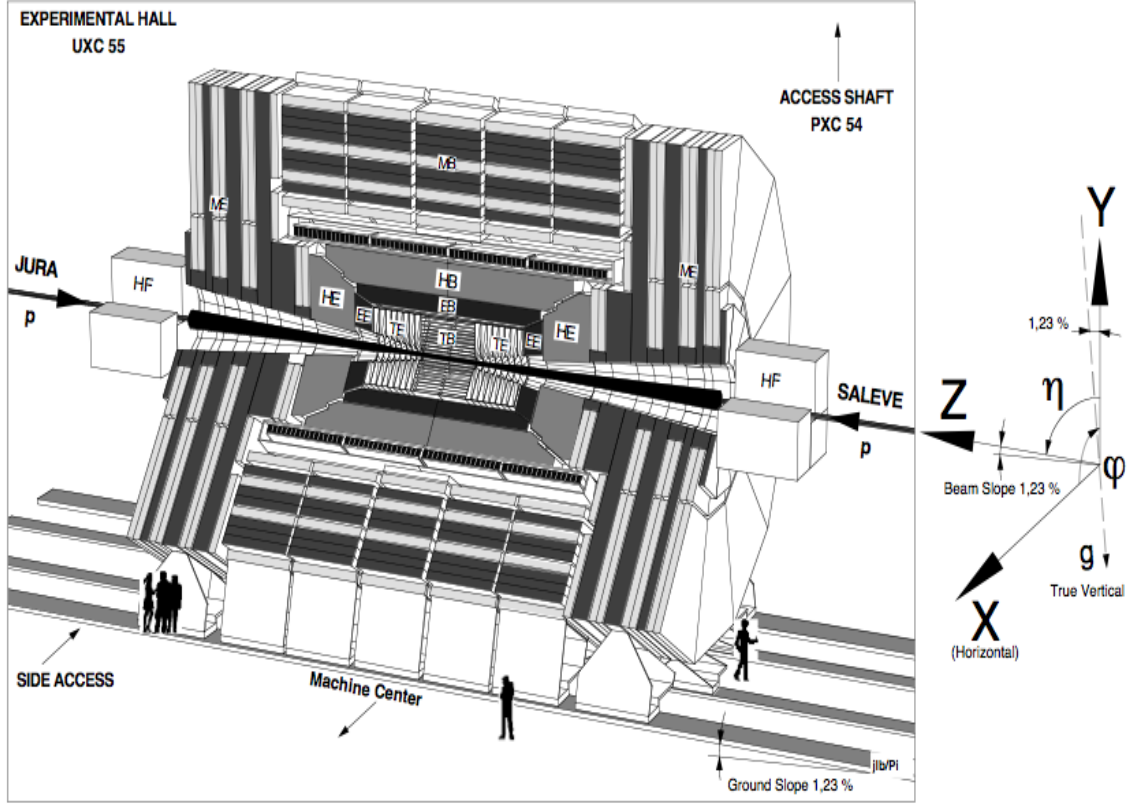 EXPERIMENTAL HALL
UXC 55
ACCESS SHAFT
PXC 54
MB
ME
ME
JURA
p
HF
HB
EB
HE
EE
TE
TB
TE
EE
HE
HF
SALEVE
p
SIDE ACCESS
Machine Center
Ground Slope 1,23 %
jlb/Pi
Y
1,23 %
Z
η
φ
Beam Slope 1,23 %
g
True Vertical
X
(Horizontal)